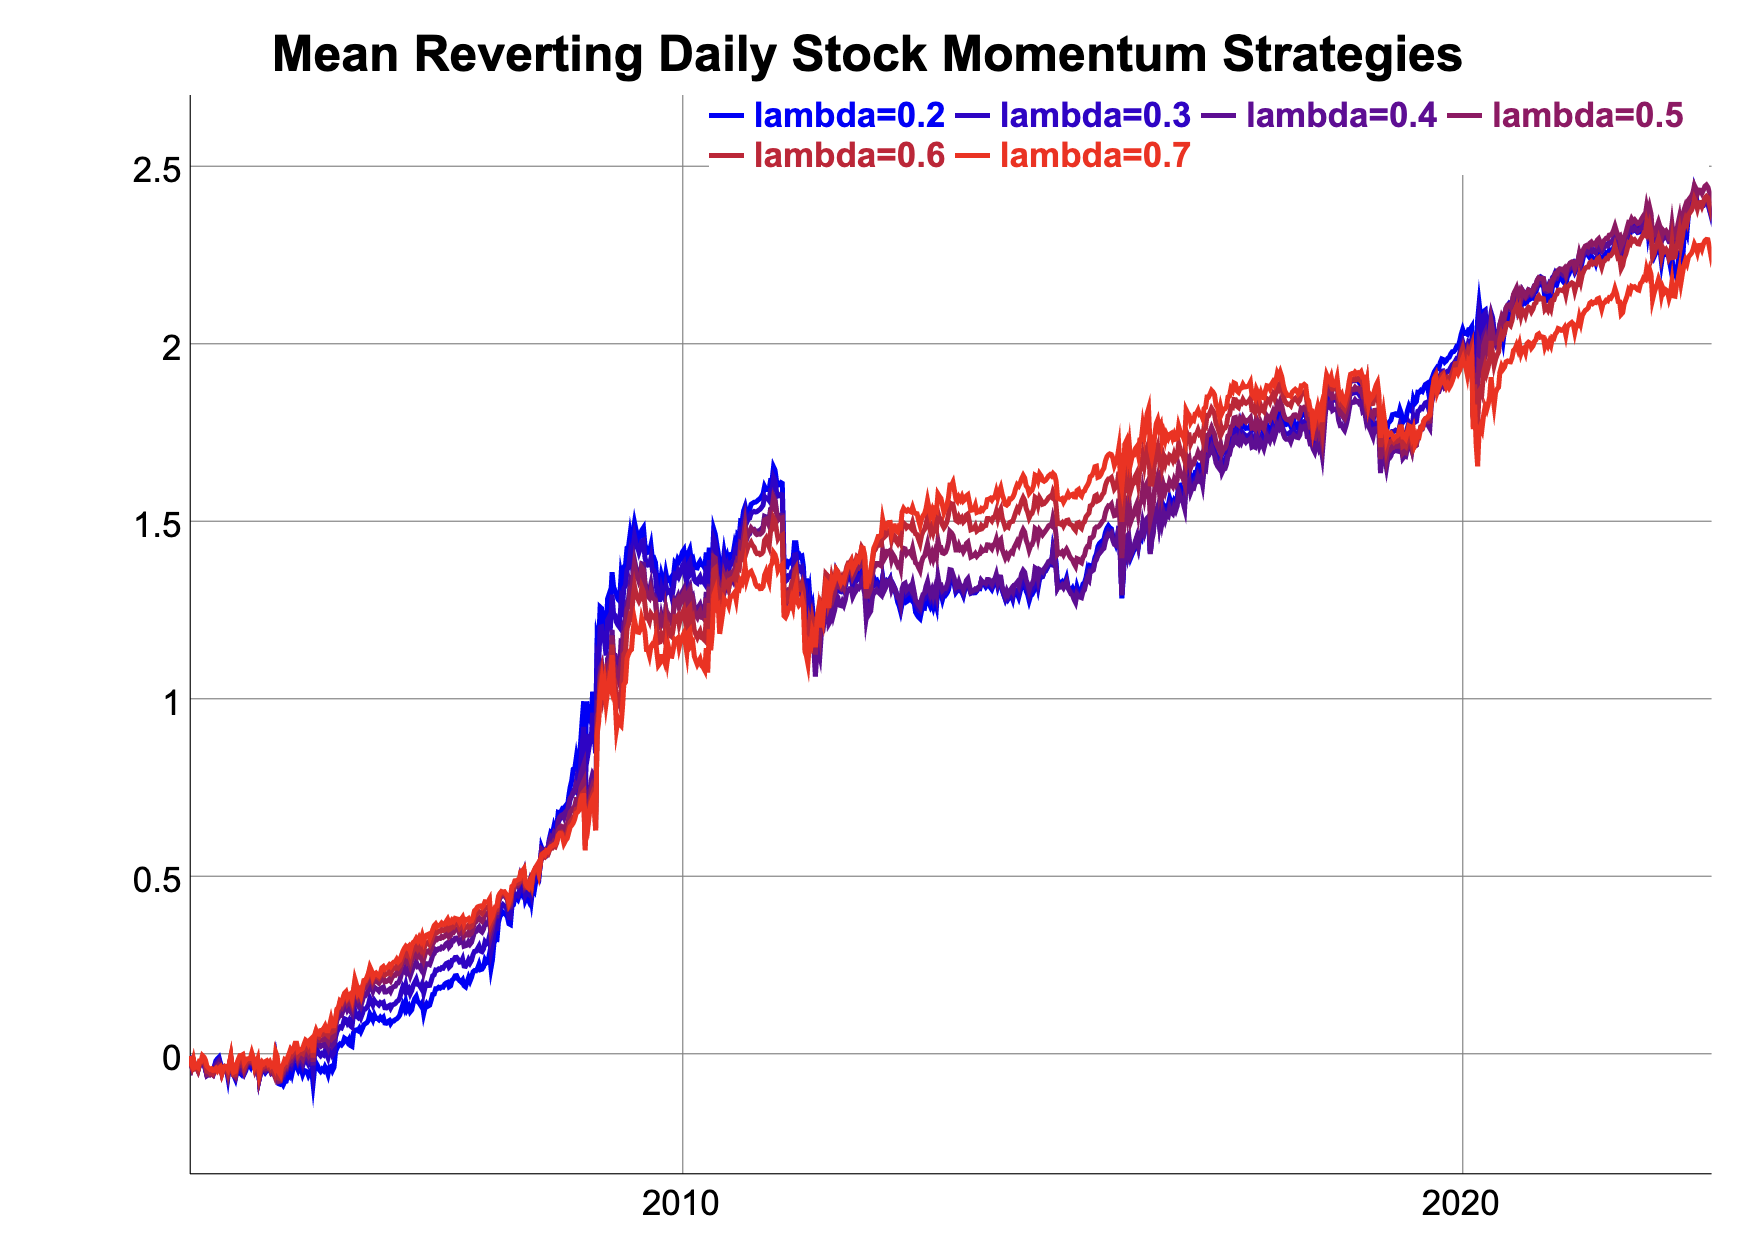 Mean Reverting Daily Stock Momentum Strategies
lambda=0.2 lambda=0.3 lambda=0.4 lambda=0.5
lambda=0.6 lambda=0.7
2.5
2
1.5
1
0.5
0
2010 2020